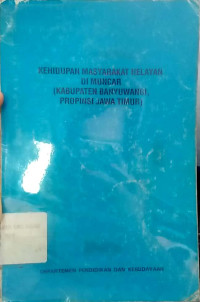 KEHIDUPAN MASYARAKAT NELAYAN
DI MUNCAR
(KABUPATEN BANYUWANGI,
PROPINSI JAWA TIMUR)
DEPARTEMEN PENDIDIKAN DAN KEBUDAYAAN